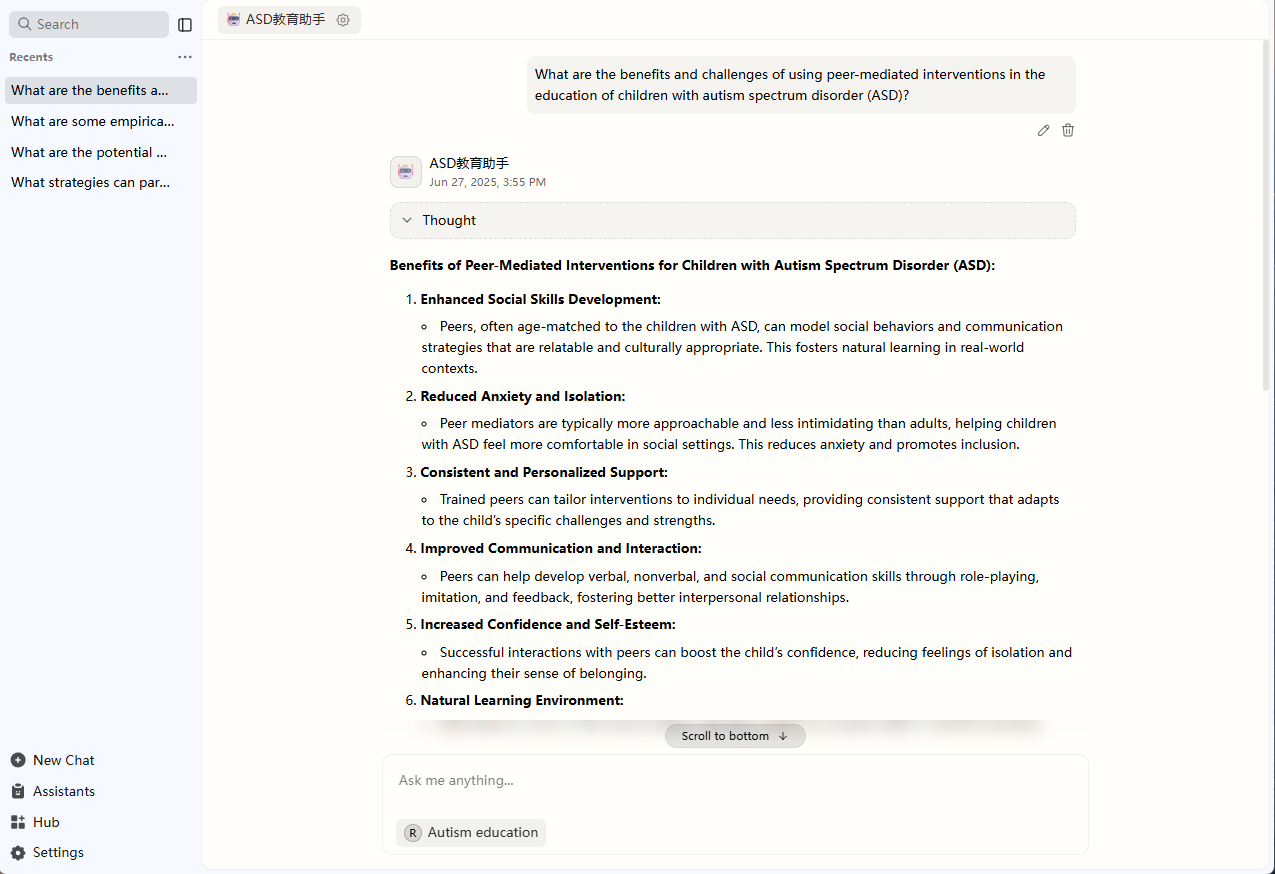 Search
Recents
What are the benefits a...
What are some empirica...
What are the potential ...
What strategies can par...
New Chat
Assistants
Hub
Settings
ASD教育助手
What are the benefits and challenges of using peer-mediated interventions in the
education of children with autism spectrum disorder (ASD)?
ASD教育助手
Jun 27, 2025, 3:55 PM
Thought
Benefits of Peer-Mediated Interventions for Children with Autism Spectrum Disorder (ASD):
1. Enhanced Social Skills Development:
Peers, often age-matched to the children with ASD, can model social behaviors and communication
strategies that are relatable and culturally appropriate. This fosters natural learning in real-world
contexts.
2. Reduced Anxiety and Isolation:
Peer mediators are typically more approachable and less intimidating than adults, helping children
with ASD feel more comfortable in social settings. This reduces anxiety and promotes inclusion.
3. Consistent and Personalized Support:
Trained peers can tailor interventions to individual needs, providing consistent support that adapts
to the child’s specific challenges and strengths.
4. Improved Communication and Interaction:
Peers can help develop verbal, nonverbal, and social communication skills through role-playing,
imitation, and feedback, fostering better interpersonal relationships.
5. Increased Confidence and Self-Esteem:
Successful interactions with peers can boost the child’s confidence, reducing feelings of isolation and
enhancing their sense of belonging.
6. Natural Learning Environment:
Scroll to bottom ↓
Ask me anything...
R Autism education